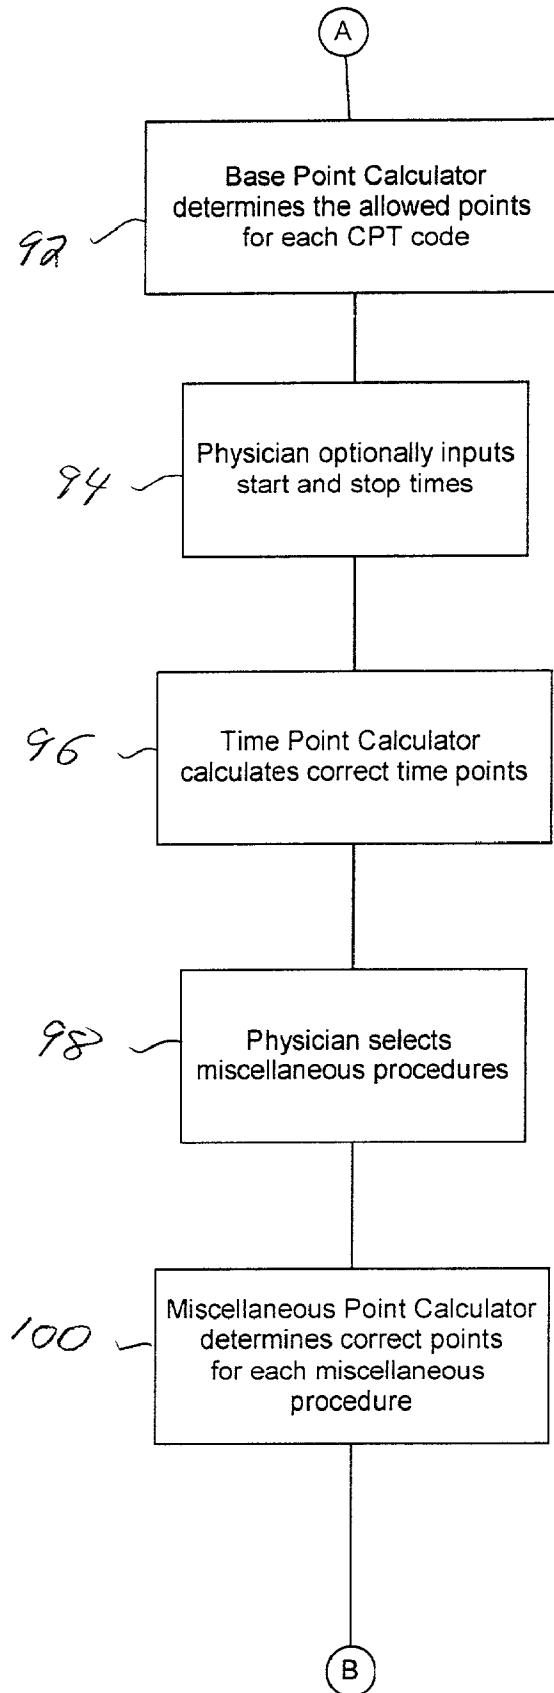 A
Base Point Calculator
determines the allowed points
for each CPT code
92
Physician optionally inputs
start and stop times
94
Time Point Calculator
calculates correct time points
96
Physician selects
miscellaneous procedures
98
Miscellaneous Point Calculator
determines correct points
for each miscellaneous
procedure
100
B